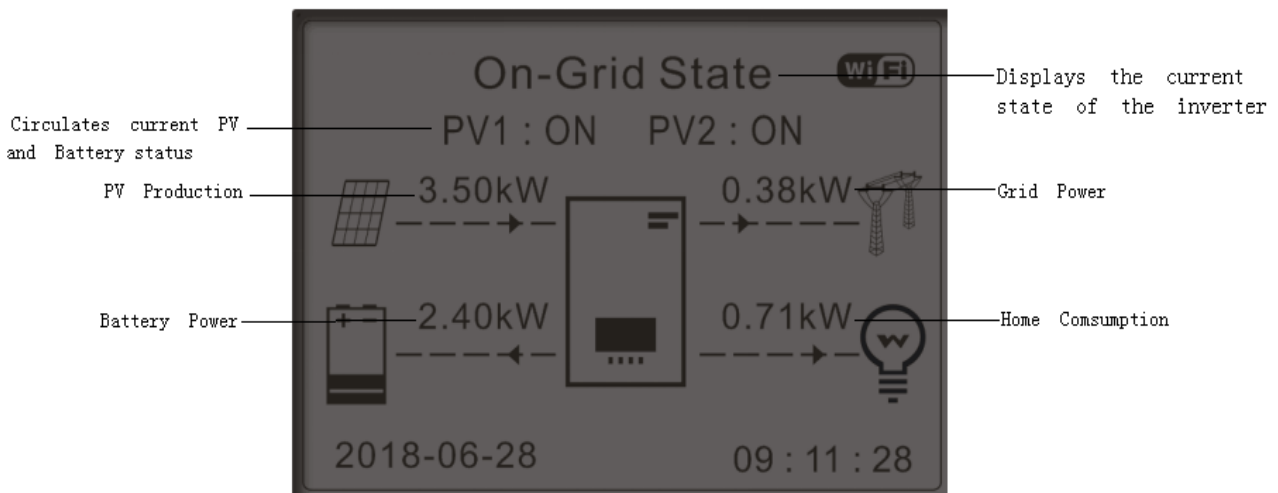 On-Grid State WiFi
Displays the current
state of the inverter
Circulates current PV
and Battery status
PV1 : ON PV2 : ON
PV Production
3.50kW
0.38kW
Grid Power
Battery Power
+ -
2.40kW
0.71kW
Home Comsumption
2018-06-28
09 : 11 : 28